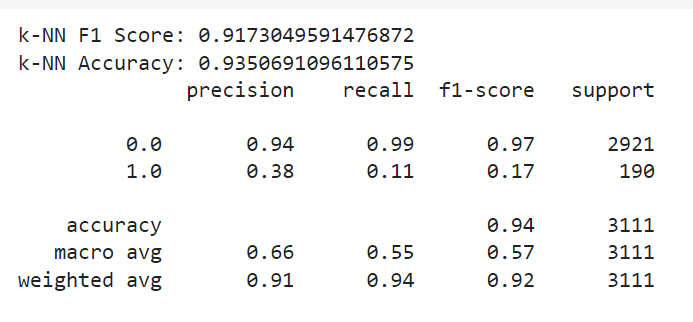 k-NN F1 Score: 0.9173049591476872
k-NN Accuracy: 0.9350691096110575
precision recall f1-score support
0.0 0.94 0.99 0.97 2921
1.0 0.38 0.11 0.17 190
accuracy 0.94 3111
macro avg 0.66 0.55 0.57 3111
weighted avg 0.91 0.94 0.92 3111